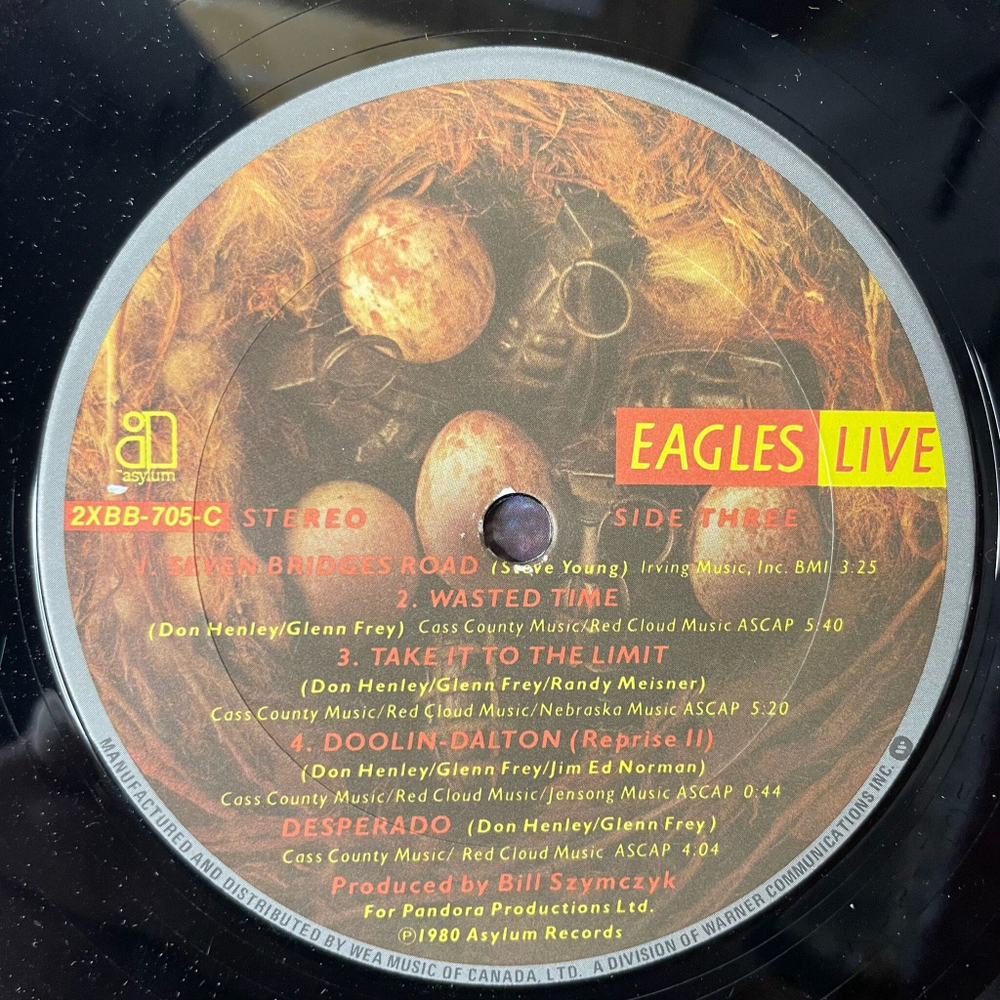 EAGLES LIVE
asylum
2XBB-705-C STEREO SIDE THREE
1. SEVEN BRIDGES ROAD (Steve Young) Irving Music, Inc. BMI 3:25
2. WASTED TIME
(Don Henley/Glenn Frey) Cass County Music/Red Cloud Music ASCAP 5:40
3. TAKE IT TO THE LIMIT
(Don Henley/Glenn Frey/Randy Meisner)
Cass County Music/Red Cloud Music/Nebraska Music ASCAP 5:20
4. DOOLIN-DALTON (Reprise II)
(Don Henley/Glenn Frey/Jim Ed Norman)
Cass County Music/Red Cloud Music/Jensong Music ASCAP 0:44
DESPERADO (Don Henley/Glenn Frey)
Cass County Music/ Red Cloud Music ASCAP 4:04
Produced by Bill Szymczyk
For Pandora Productions Ltd.
℗1980 Asylum Records
MANUFACTURED AND DISTRIBUTED BY WEA MUSIC OF CANADA, LTD. A DIVISION OF WARNER COMMUNICATIONS INC.